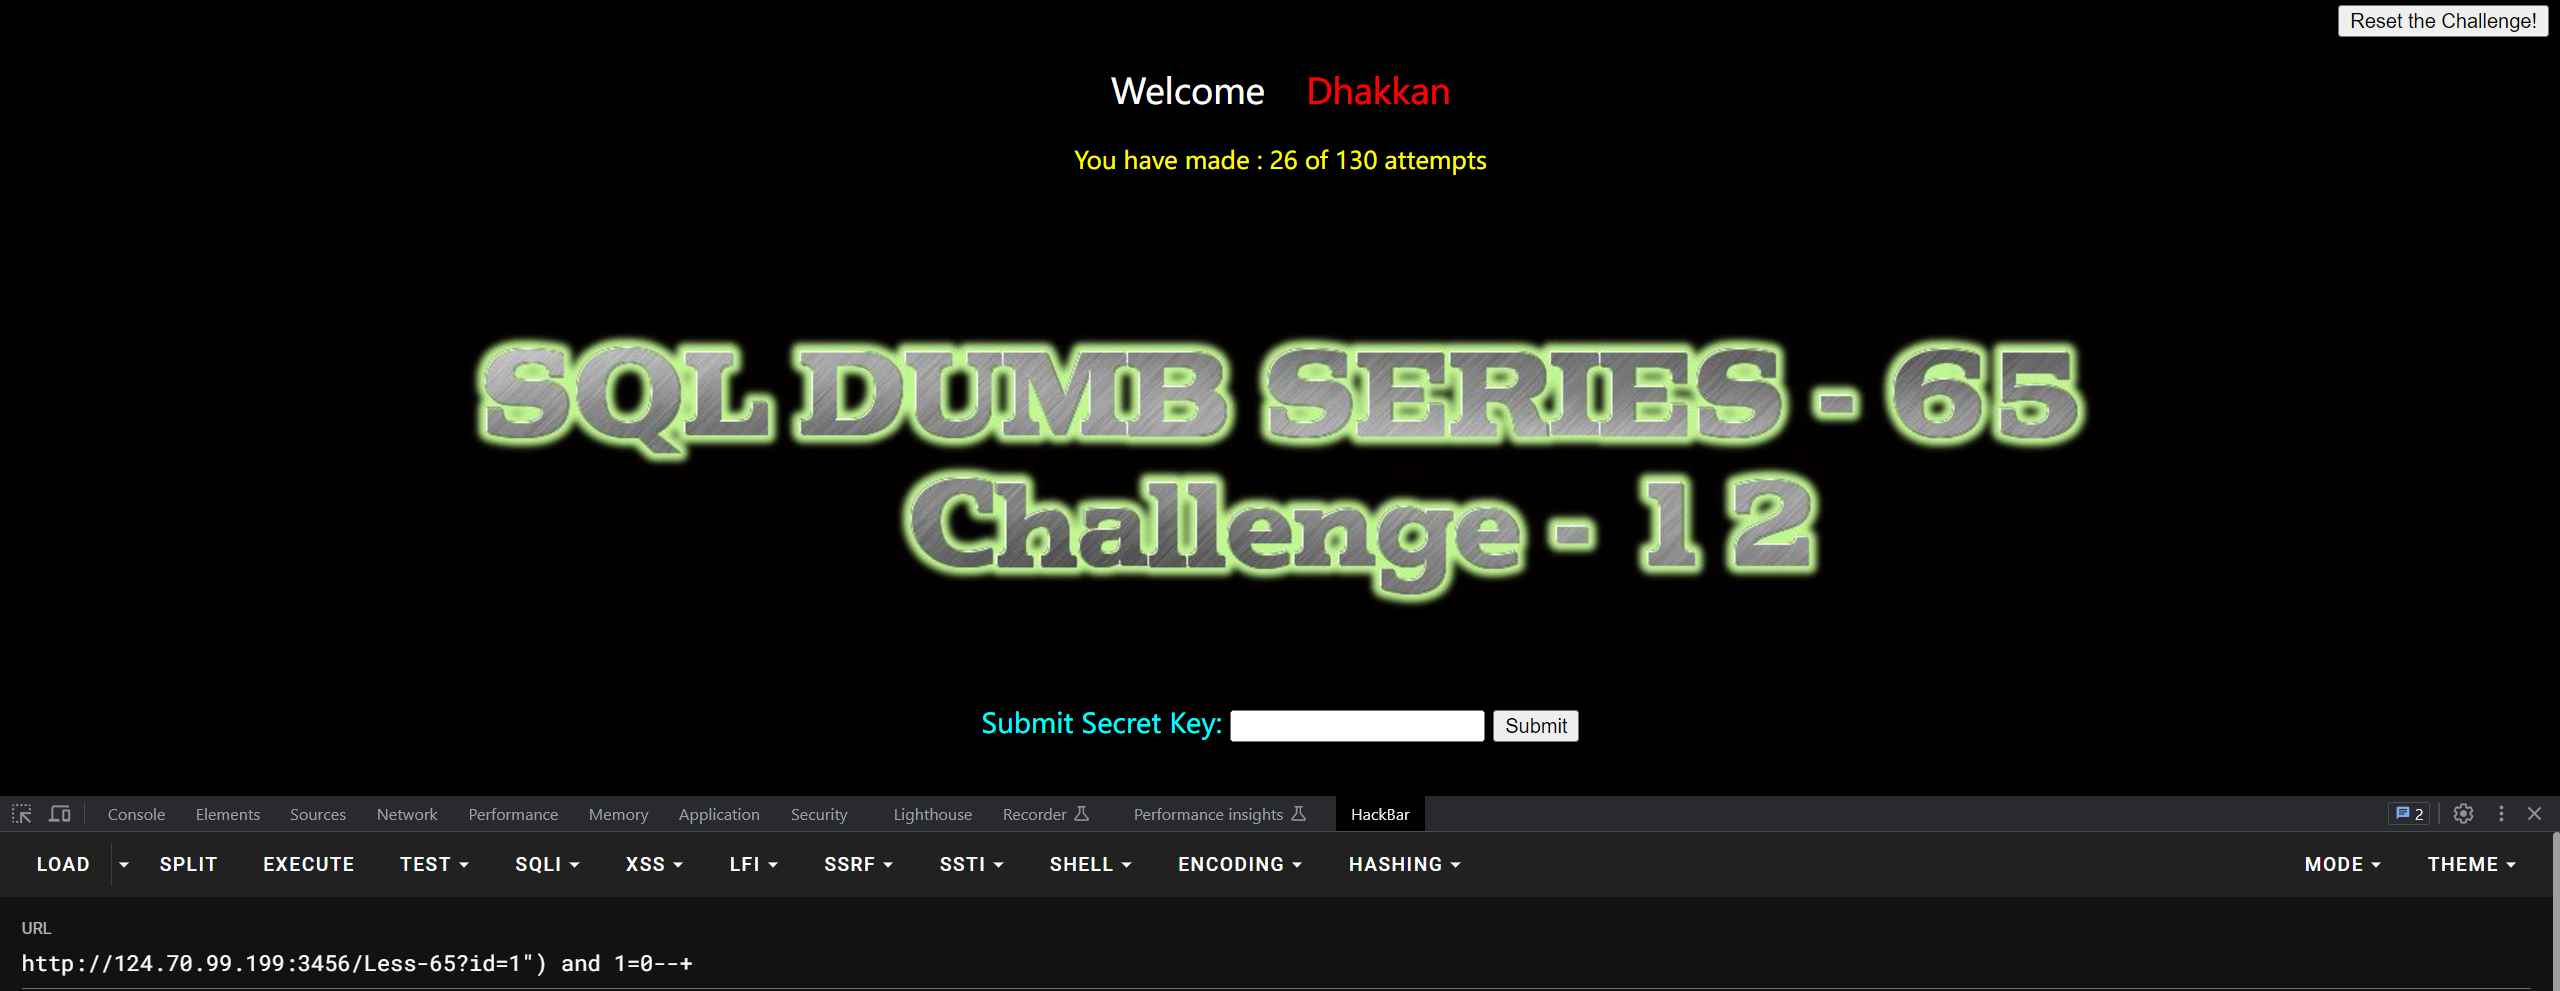 Reset the Challenge!
Welcome Dhakkan
You have made : 26 of 130 attempts
SQL DUMB SERIES - 65
Challenge - 12
Submit Secret Key: Submit
Console Elements Sources Network Performance Memory Application Security Lighthouse Recorder Performance insights HackBar 2
LOAD SPLIT EXECUTE TEST SQLI XSS LFI SSRF SSTI SHELL ENCODING HASHING MODE THEME
URL
http://124.70.99.199:3456/Less-65?id=1") and 1=0--+